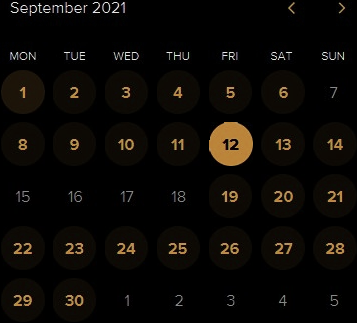 September 2021
MON TUE WED THU FRI SAT SUN
1 2 3 4 5 6 7
8 9 10 11 12 13 14
15 16 17 18 19 20 21
22 23 24 25 26 27 28
29 30 1 2 3 4 5